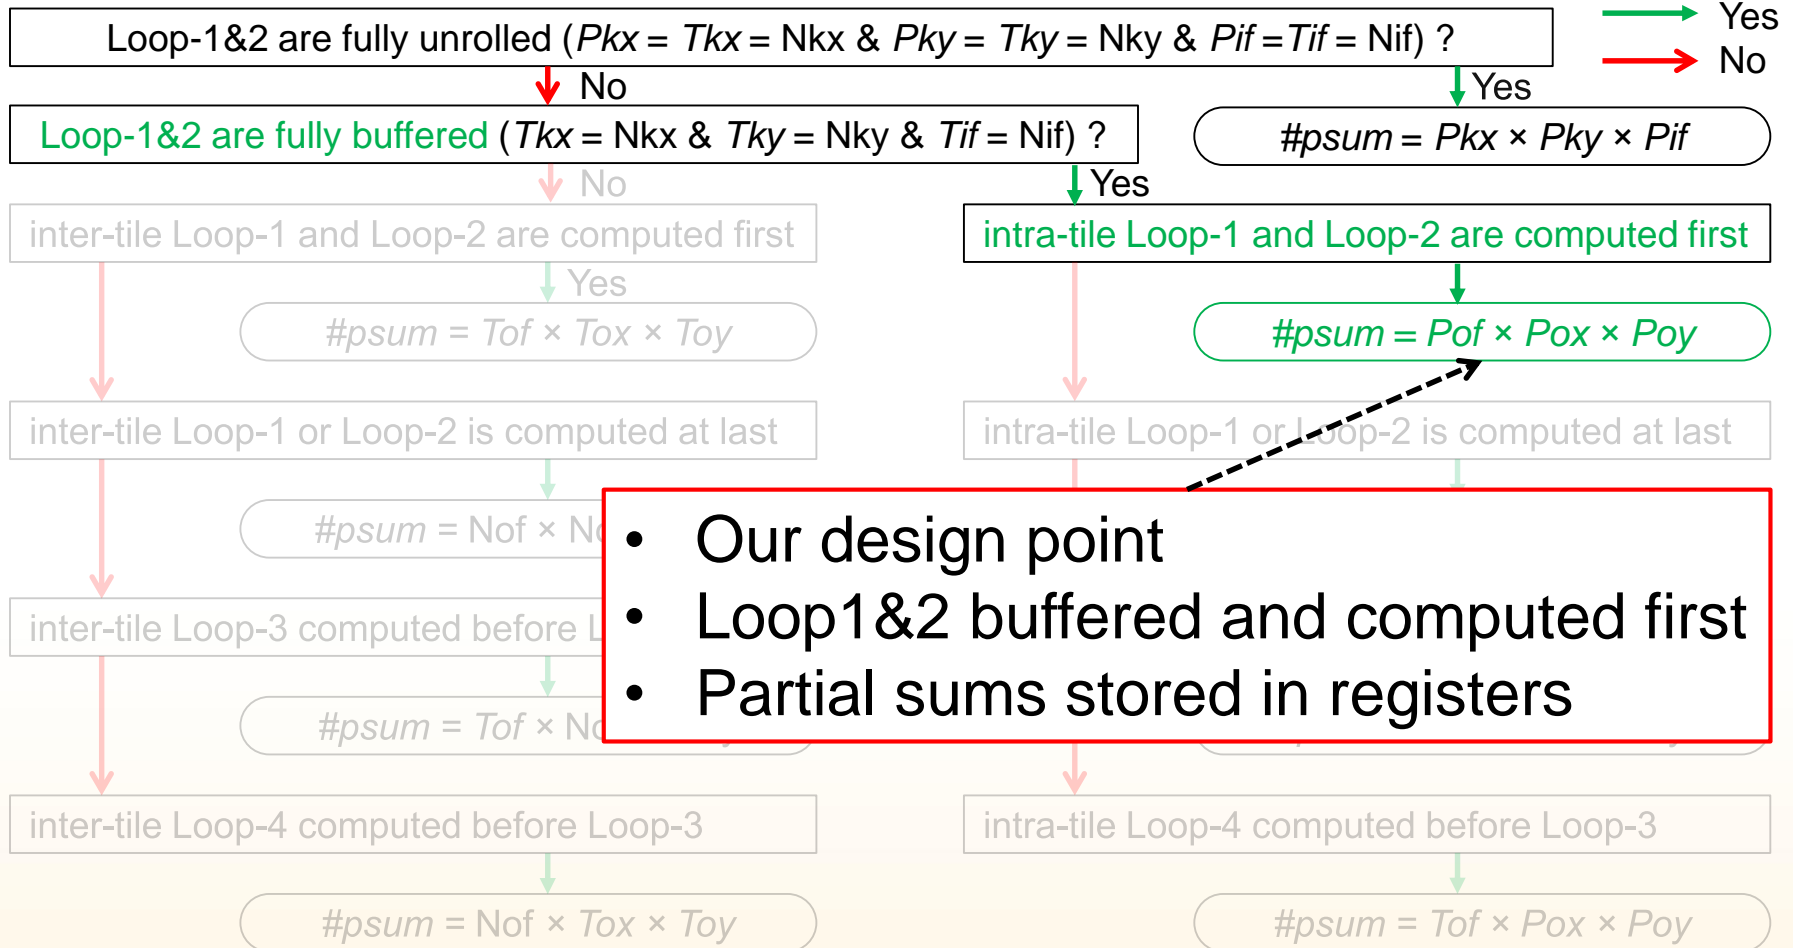 Loop-1&2 are fully unrolled (Pkx = Tkx = Nkx & Pky = Tky = Nky & Pif =Tif = Nif) ?
Yes
No
No
Yes
Loop-1&2 are fully buffered (Tkx = Nkx & Tky = Nky & Tif = Nif) ?
#psum = Pkx × Pky × Pif
No
Yes
inter-tile Loop-1 and Loop-2 are computed first
intra-tile Loop-1 and Loop-2 are computed first
Yes
#psum = Tof × Tox × Toy
#psum = Pof × Pox × Poy
inter-tile Loop-1 or Loop-2 is computed at last
intra-tile Loop-1 or Loop-2 is computed at last
#psum = Nof ×
• Our design point
• Loop1&2 buffered and computed first
• Partial sums stored in registers
inter-tile Loop-3 computed before
#psum = Tof ×
inter-tile Loop-4 computed before Loop-3
intra-tile Loop-4 computed before Loop-3
#psum = Nof × Tox × Toy
#psum = Tof × Pox × Poy